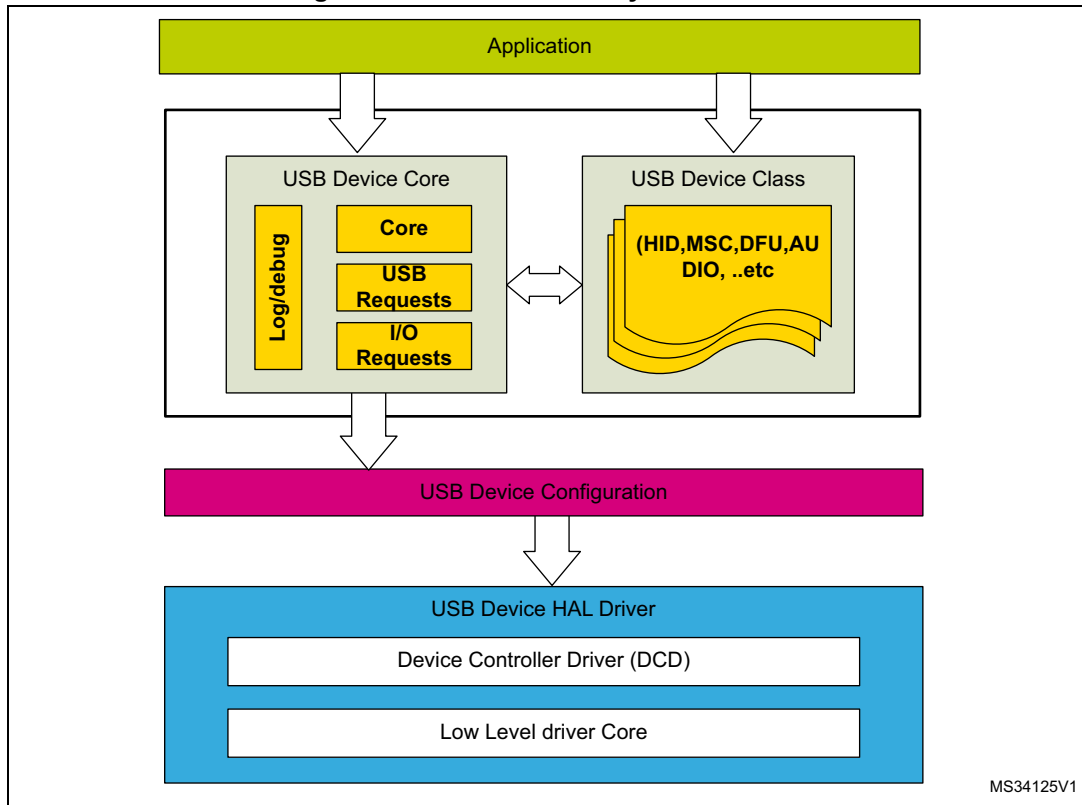 Application
USB Device Core
Log/debug
Core
USB
Requests
I/O
Requests
USB Device Class
(HID,MSC,DFU,AU
DIO, ..etc
USB Device Configuration
USB Device HAL Driver
Device Controller Driver (DCD)
Low Level driver Core
MS34125V1